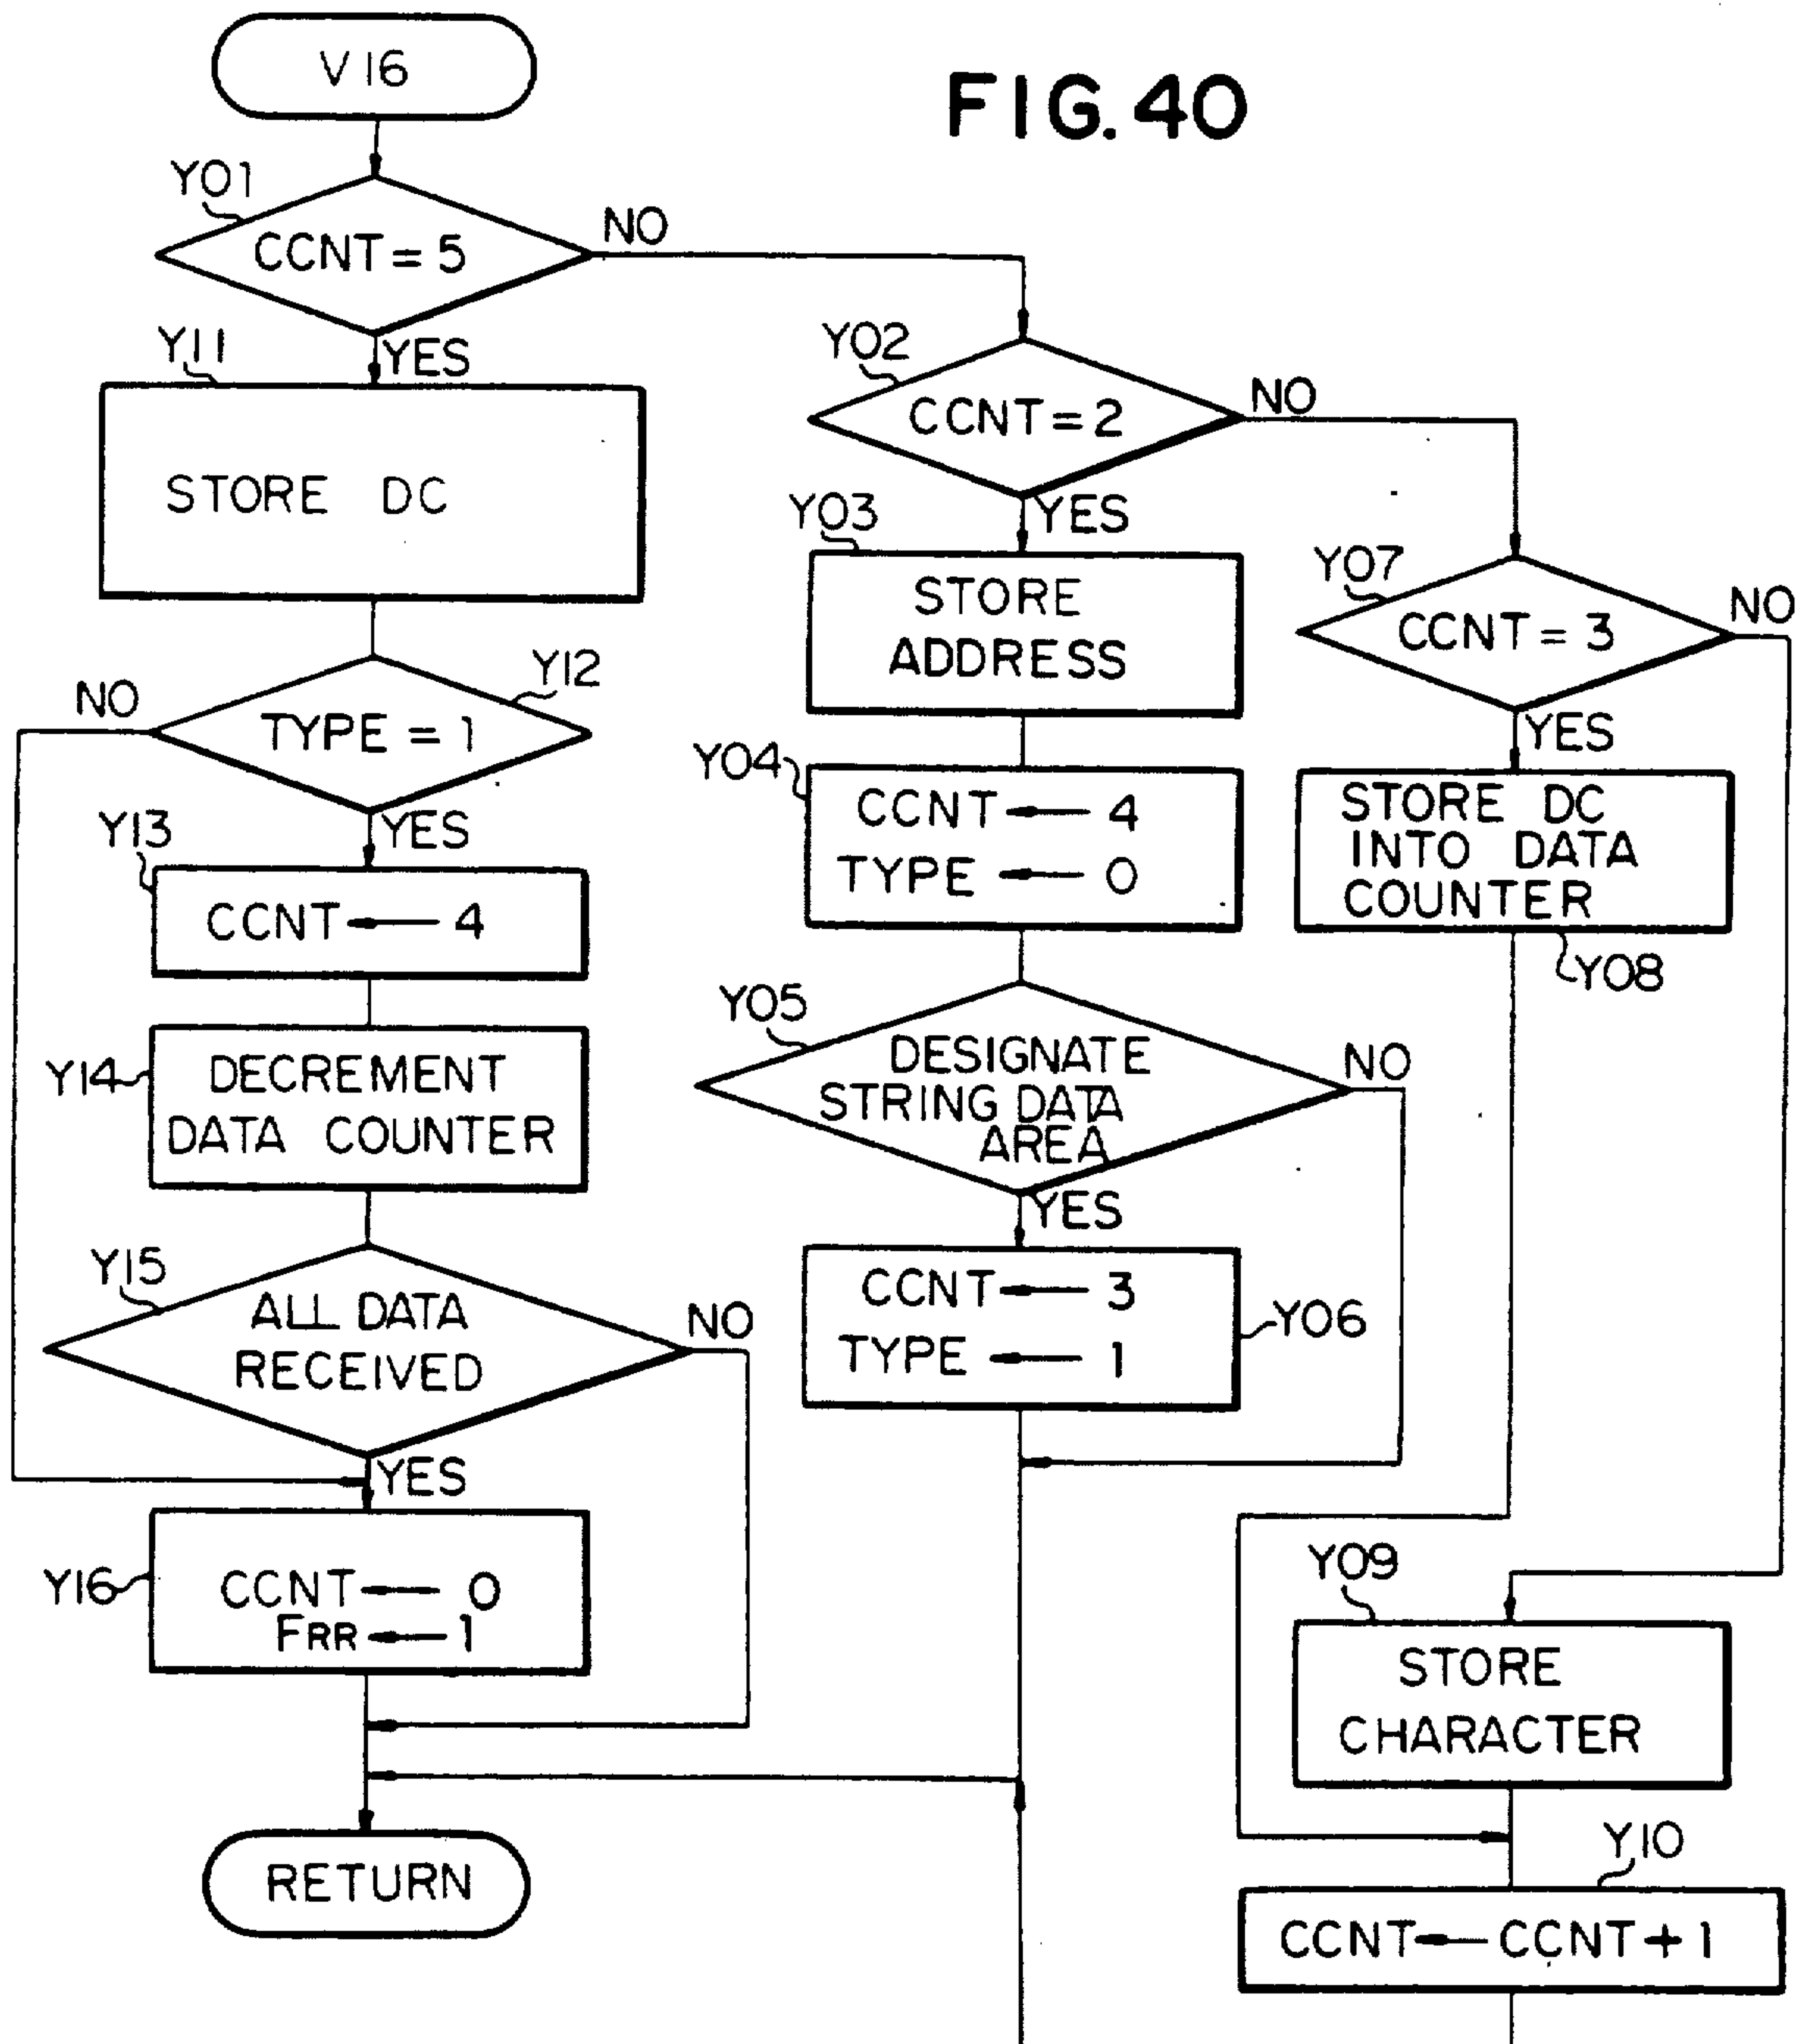 V16
FIG. 40
Y01
CCNT = 5
NO
YES
Y11
STORE DC
Y12
TYPE = 1
NO
YES
Y13
CCNT ← 4
Y14
DECREMENT
DATA COUNTER
Y15
ALL DATA
RECEIVED
NO
YES
Y16
CCNT ← 0
FRR ← 1
RETURN
Y02
CCNT = 2
NO
YES
Y03
STORE
ADDRESS
Y04
CCNT ← 4
TYPE ← 0
Y05
DESIGNATE
STRING DATA
AREA
NO
YES
CCNT ← 3
TYPE ← 1
Y06
Y07
CCNT = 3
NO
YES
STORE DC
INTO DATA
COUNTER
Y08
Y09
STORE
CHARACTER
Y10
CCNT ← CCNT + 1